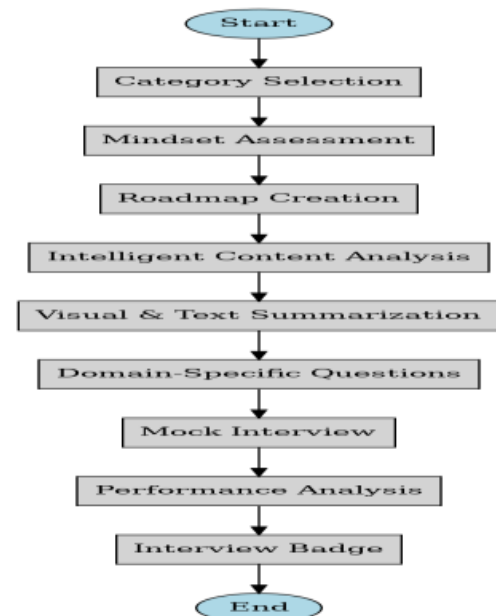 Start
Category Selection
Mindset Assessment
Roadmap Creation
Intelligent Content Analysis
Visual & Text Summarization
Domain-Specific Questions
Mock Interview
Performance Analysis
Interview Badge
End